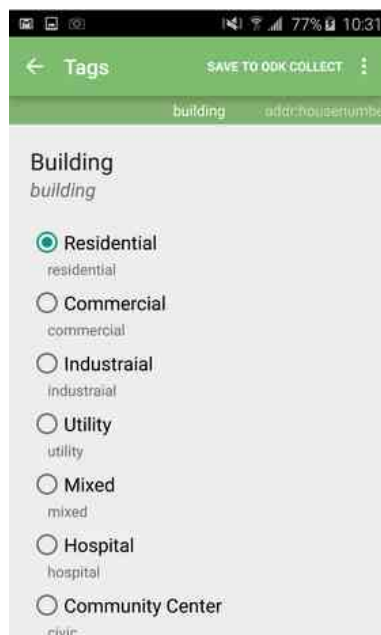 77% 10:31
Tags SAVE TO ODK COLLECT
building addr:housenumbe
Building
building
Residential
residential
Commercial
commercial
Industraial
industraial
Utility
utility
Mixed
mixed
Hospital
hospital
Community Center
civic